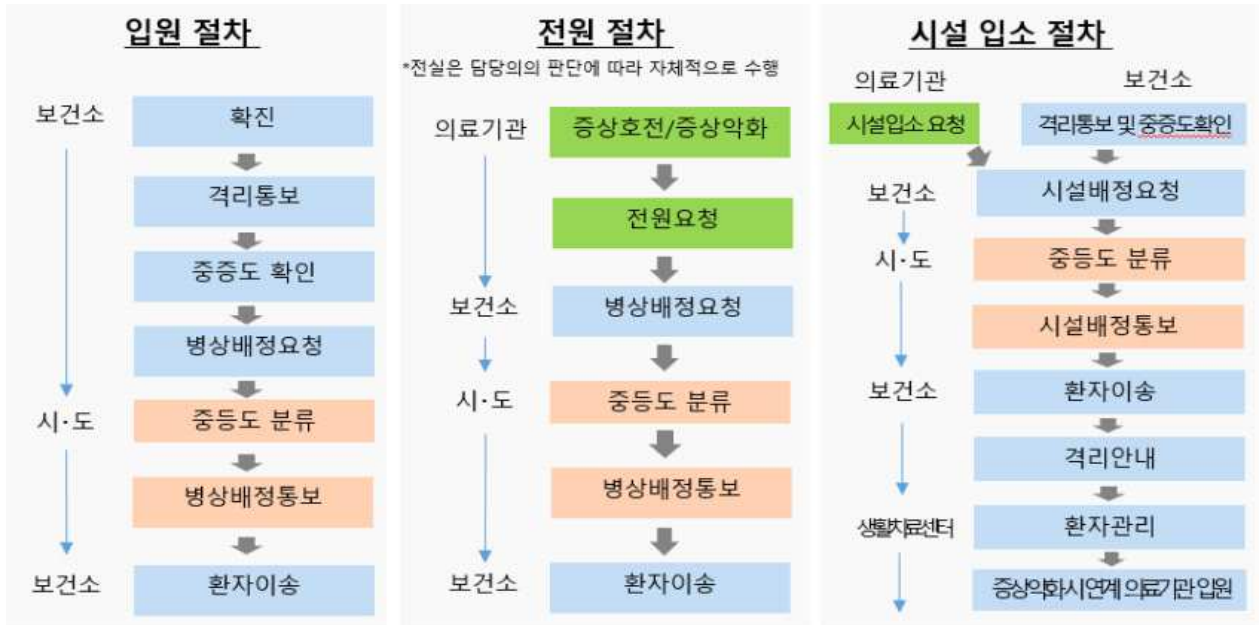 입원 절차
보건소
확진
격리통보
중증도 확인
병상배정요청
시·도
중등도 분류
병상배정통보
보건소
환자이송
전원 절차
*전실은 담당의의 판단에 따라 자체적으로 수행
의료기관
증상호전/증상악화
전원요청
보건소
병상배정요청
시·도
중등도 분류
병상배정통보
보건소
환자이송
시설 입소 절차
의료기관
보건소
시설입소 요청
격리통보 및 중증도확인
보건소
시설배정요청
시·도
중등도 분류
시설배정통보
보건소
환자이송
격리안내
생활치료센터
환자관리
증상악화시 연계 의료기관 입원